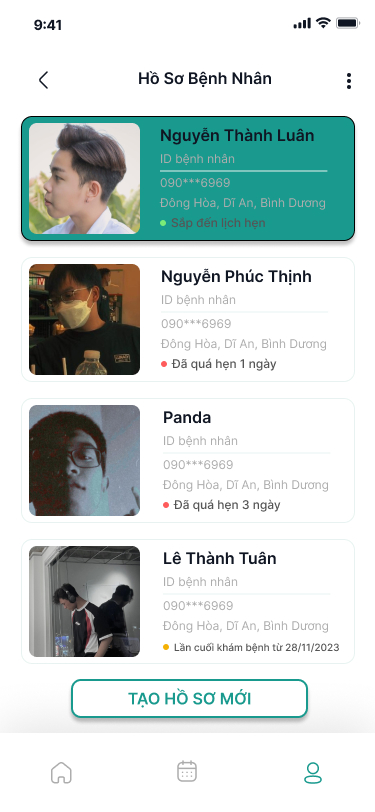 9:41
Hồ Sơ Bệnh Nhân
Nguyễn Thành Luân
ID bệnh nhân
090***6969
Đông Hòa, Dĩ An, Bình Dương
Sắp đến lịch hẹn
Nguyễn Phúc Thịnh
ID bệnh nhân
090***6969
Đông Hòa, Dĩ An, Bình Dương
Đã quá hẹn 1 ngày
Panda
ID bệnh nhân
090***6969
Đông Hòa, Dĩ An, Bình Dương
Đã quá hẹn 3 ngày
Lê Thành Tuân
ID bệnh nhân
090***6969
Đông Hòa, Dĩ An, Bình Dương
Lần cuối khám bệnh từ 28/11/2023
TẠO HỒ SƠ MỚI